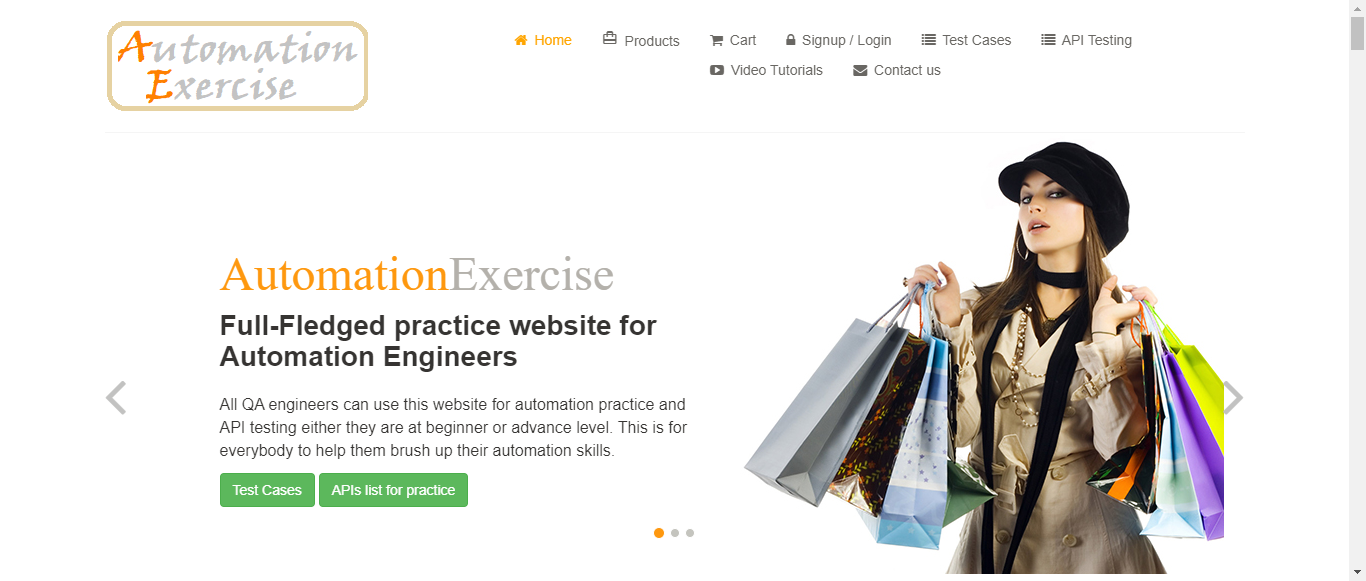 Automation
Exercise
Home Products Cart Signup / Login Test Cases API Testing
Video Tutorials Contact us
AutomationExercise
Full-Fledged practice website for
Automation Engineers
All QA engineers can use this website for automation practice and
API testing either they are at beginner or advance level. This is for
everybody to help them brush up their automation skills.
Test Cases APIs list for practice